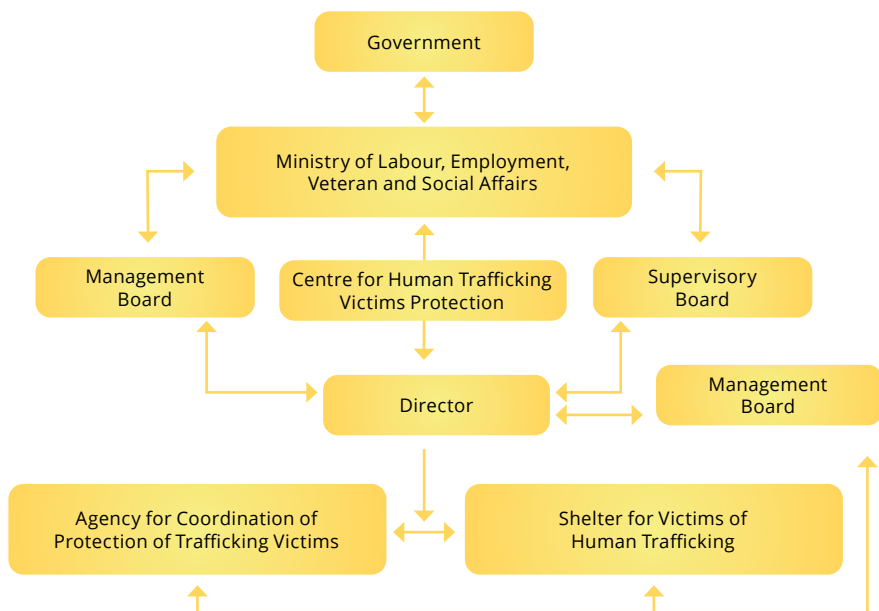 Government
Ministry of Labour, Employment,
Veteran and Social Affairs
Management
Board
Centre for Human Trafficking
Victims Protection
Supervisory
Board
Director
Management
Board
Agency for Coordination of
Protection of Trafficking Victims
Shelter for Victims of
Human Trafficking